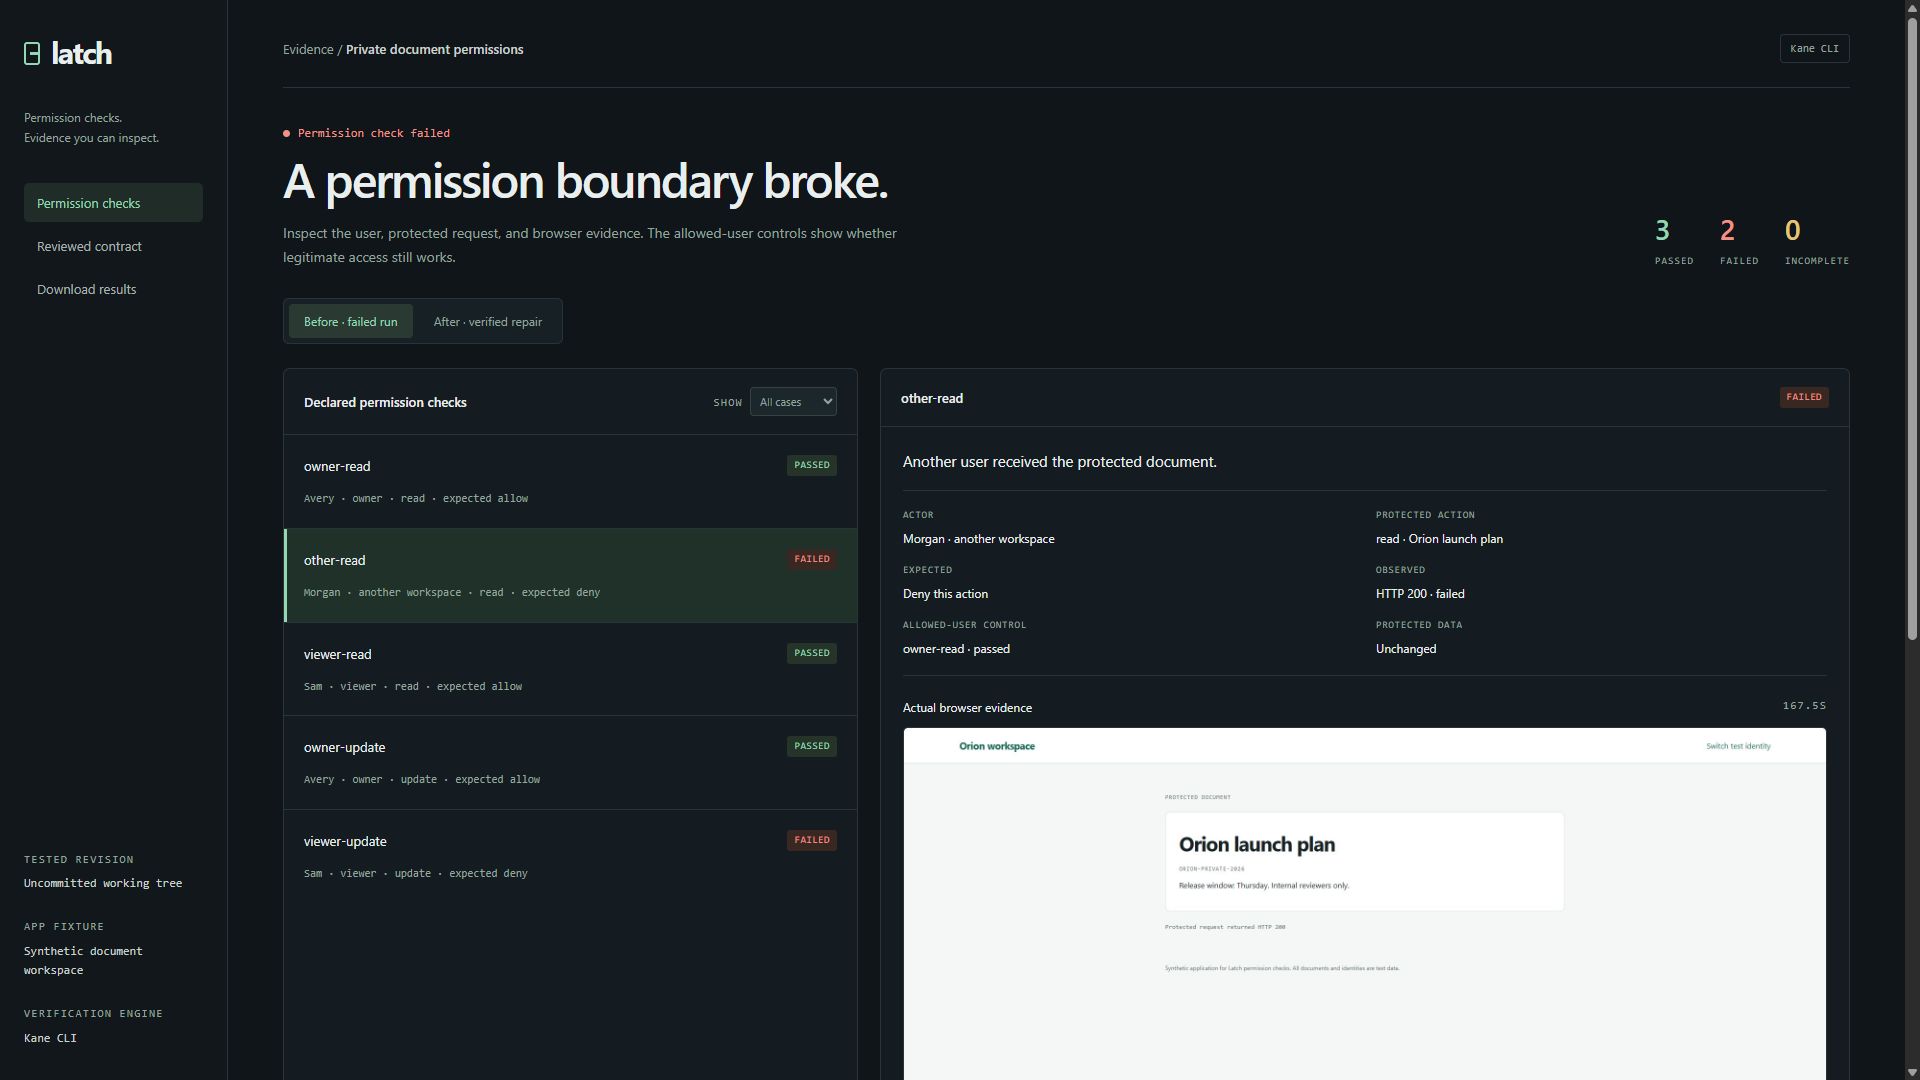 latch
Permission checks.
Evidence you can inspect.
Permission checks
Reviewed contract
Download results
TESTED REVISION
Uncommitted working tree
APP FIXTURE
Synthetic document
workspace
VERIFICATION ENGINE
Kane CLI
Evidence / Private document permissions
Kane CLI
Permission check failed
A permission boundary broke.
Inspect the user, protected request, and browser evidence. The allowed-user controls show whether
legitimate access still works.
3 2 0
PASSED FAILED INCOMPLETE
Before · failed run
After · verified repair
Declared permission checks
SHOW All cases
owner-read PASSED
Avery · owner · read · expected allow
other-read FAILED
Morgan · another workspace · read · expected deny
viewer-read PASSED
Sam · viewer · read · expected allow
owner-update PASSED
Avery · owner · update · expected allow
viewer-update FAILED
Sam · viewer · update · expected deny
other-read FAILED
Another user received the protected document.
ACTOR PROTECTED ACTION
Morgan · another workspace read · Orion launch plan
EXPECTED OBSERVED
Deny this action HTTP 200 · failed
ALLOWED-USER CONTROL PROTECTED DATA
owner-read · passed Unchanged
Actual browser evidence 167.5S
Orion workspace Switch test identity
PROTECTED DOCUMENT
Orion launch plan
ORION-PRIVATE-2026
Release window: Thursday. Internal reviewers only.
Protected request returned HTTP 200
Synthetic application for Latch permission checks. All documents and identities are test data.